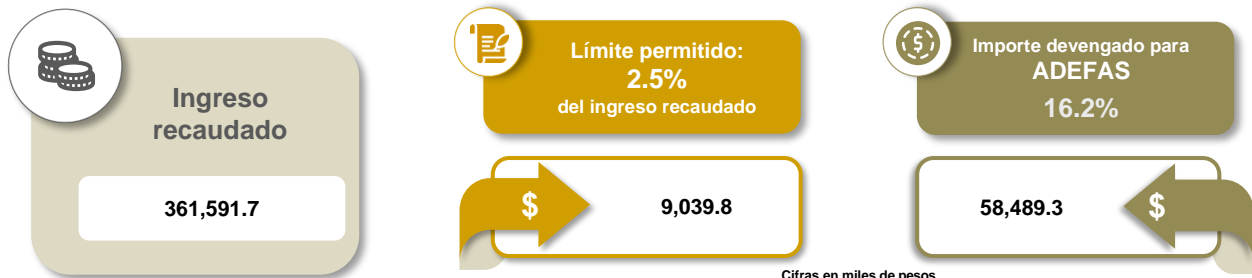 Ingreso
recaudado
361,591.7
Límite permitido:
2.5%
del ingreso recaudado
$
9,039.8
Importe devengado para
ADEFAS
16.2%
58,489.3
$
Cifras en miles de pesos